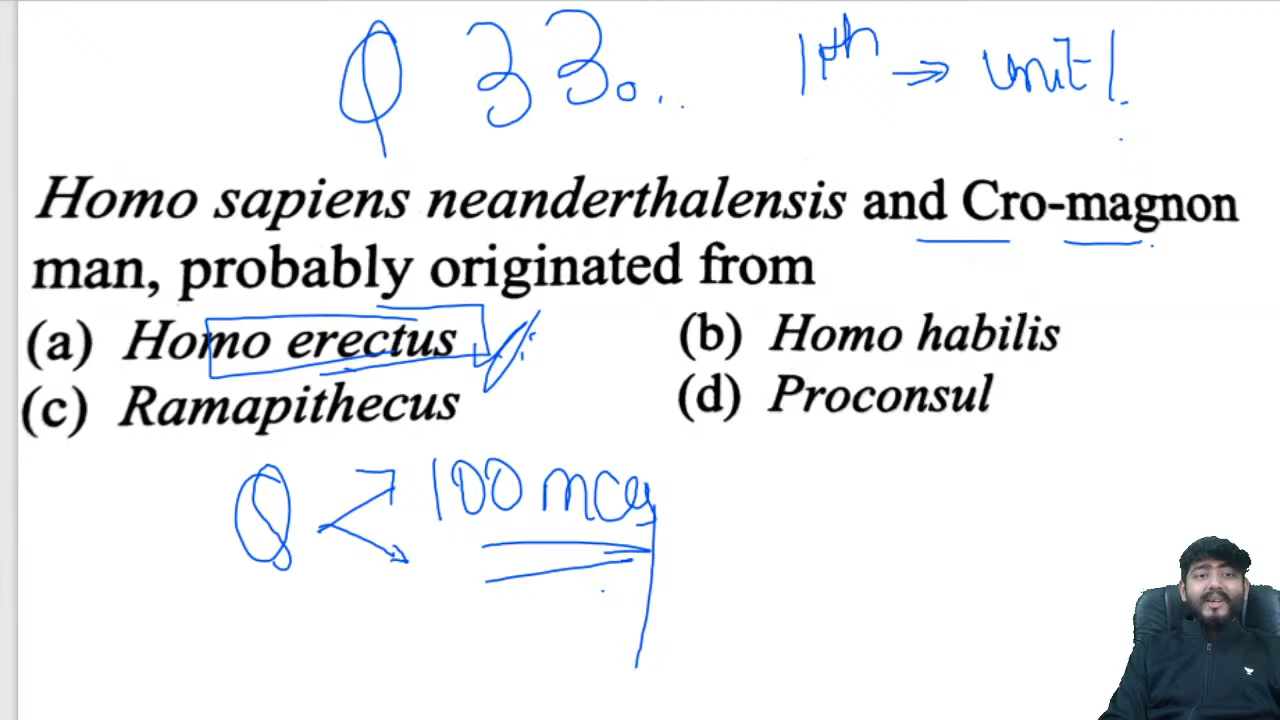 Q 33.
11th → unit 1.
Homo sapiens neanderthalensis and Cro-magnon
man, probably originated from
(a) Homo erectus (b) Homo habilis
(c) Ramapithecus (d) Proconsul
Q < 100 mcq